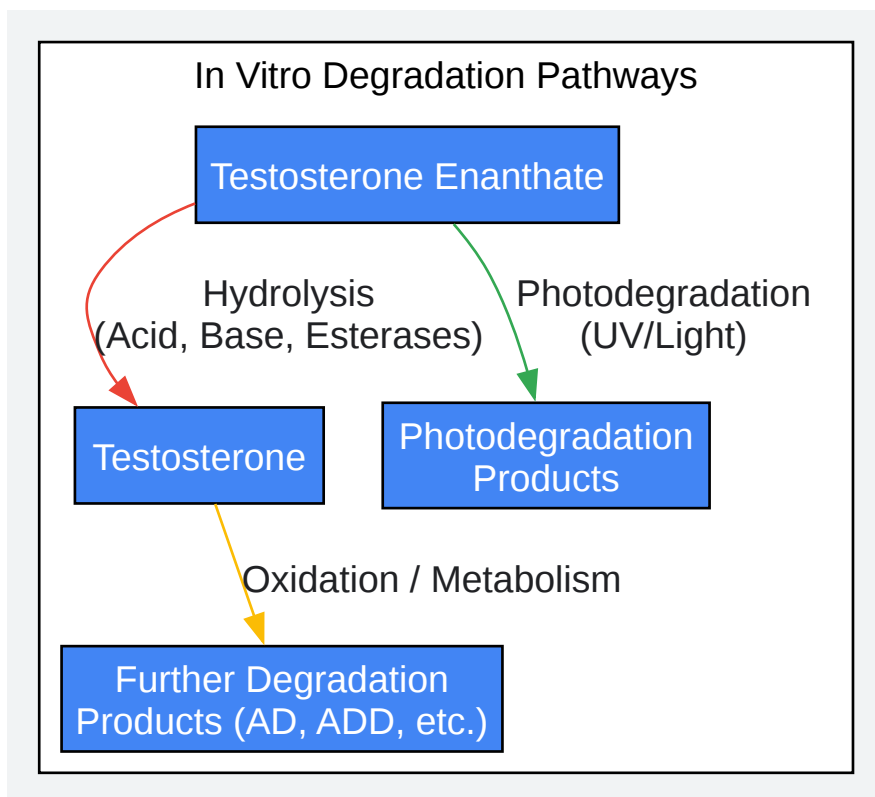 In Vitro Degradation Pathways
Testosterone Enanthate
Hydrolysis
(Acid, Base, Esterases)
Photodegradation
(UV/Light)
Testosterone
Photodegradation
Products
Oxidation / Metabolism
Further Degradation
Products (AD, ADD, etc.)